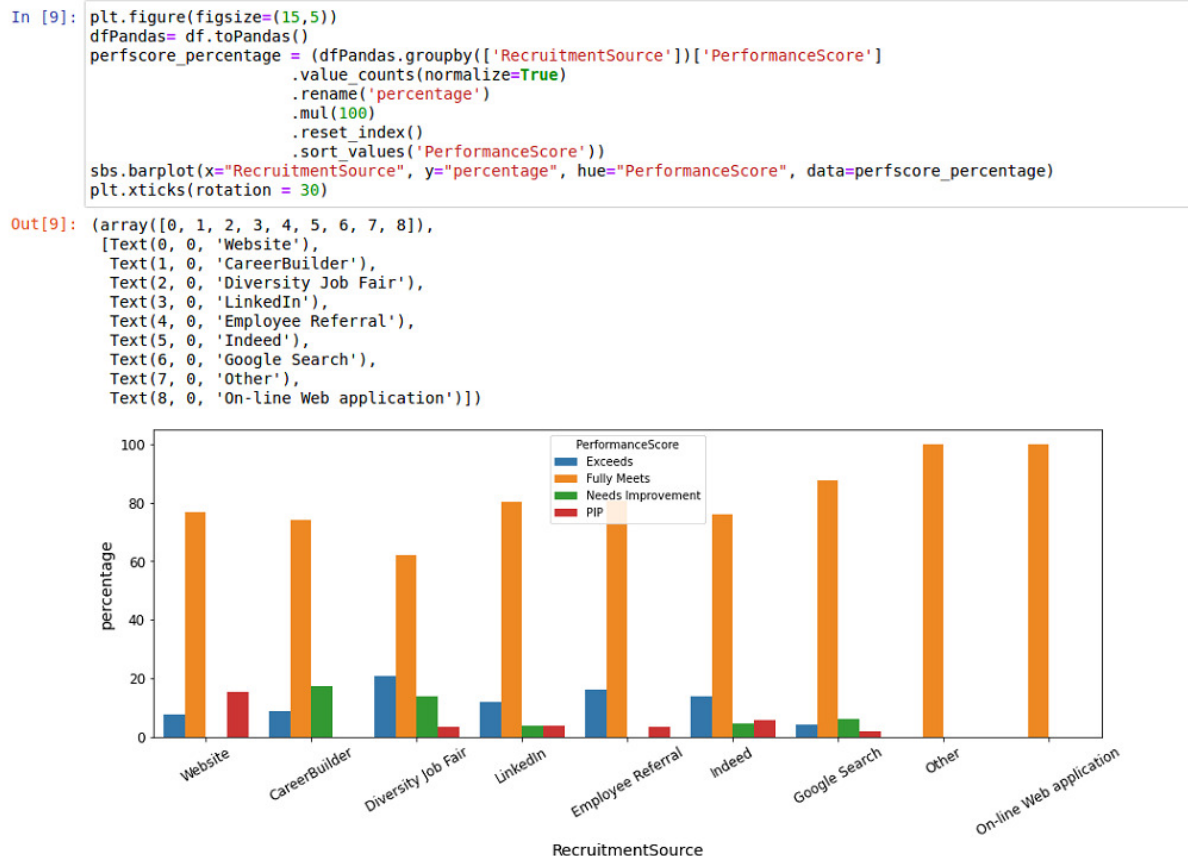 In [9]: plt.figure(figsize=(15,5))
dfPandas= df.toPandas()
perfscore_percentage = (dfPandas.groupby(['RecruitmentSource'])['PerformanceScore']
.value_counts(normalize=True)
.rename('percentage')
.mul(100)
.reset_index()
.sort_values('PerformanceScore'))
sbs.barplot(x="RecruitmentSource", y="percentage", hue="PerformanceScore", data=perfscore_percentage)
plt.xticks(rotation = 30)
Out[9]: (array([0, 1, 2, 3, 4, 5, 6, 7, 8]),
[Text(0, 0, 'Website'),
Text(1, 0, 'CareerBuilder'),
Text(2, 0, 'Diversity Job Fair'),
Text(3, 0, 'LinkedIn'),
Text(4, 0, 'Employee Referral'),
Text(5, 0, 'Indeed'),
Text(6, 0, 'Google Search'),
Text(7, 0, 'Other'),
Text(8, 0, 'On-line Web application')])
PerformanceScore
Exceeds
Fully Meets
Needs Improvement
PIP
percentage
100
80
60
40
20
0
Website
CareerBuilder
Diversity Job Fair
LinkedIn
Employee Referral
Indeed
Google Search
Other
On-line Web application
RecruitmentSource